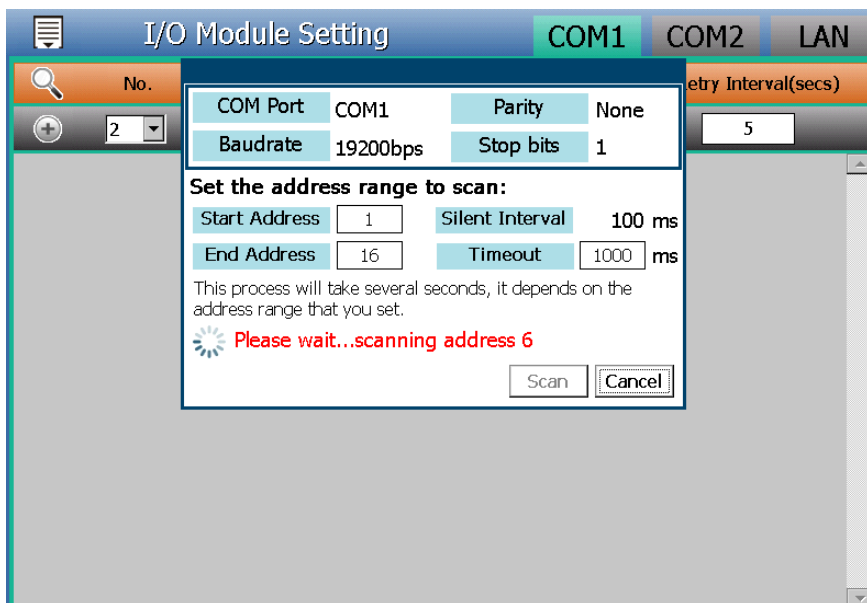 I/O Module Setting COM1 COM2 LAN
No. etry Interval(secs)
2 5
COM Port COM1 Parity None
Baudrate 19200bps Stop bits 1
Set the address range to scan:
Start Address 1 Silent Interval 100 ms
End Address 16 Timeout 1000 ms
This process will take several seconds, it depends on the
address range that you set.
Please wait...scanning address 6
Scan Cancel